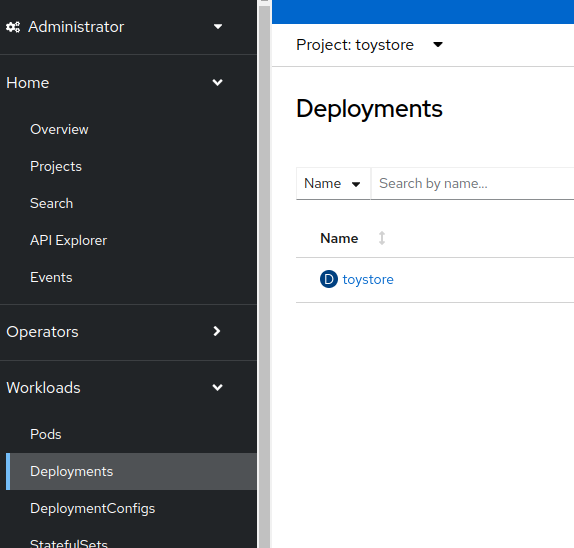 Administrator
Home
Overview
Projects
Search
API Explorer
Events
Operators
Workloads
Pods
Deployments
DeploymentConfigs
StatefulSets
Project: toystore
Deployments
Name
Search by name...
Name
D toystore